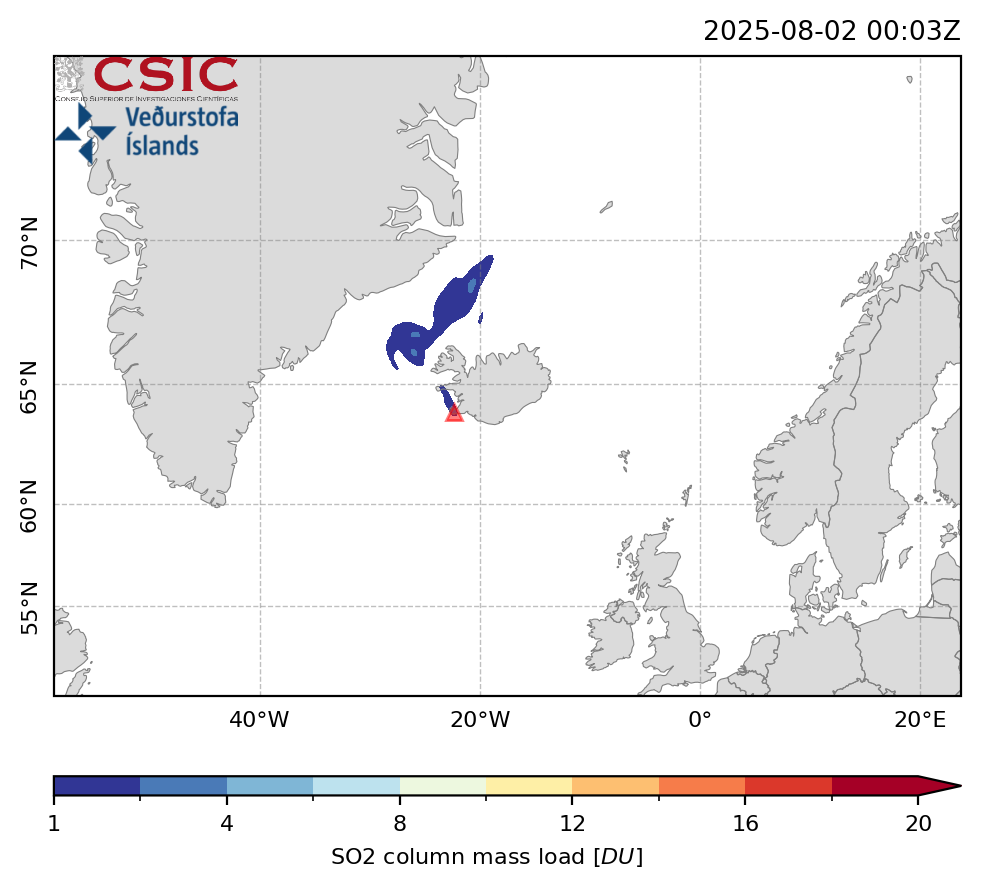 2025-08-02 00:03Z
CSIC
CONSEJO SUPERIOR DE INVESTIGACIONES CIENTÍFICAS
Veðurstofa
Íslands
70°N
65°N
60°N
55°N
40°W 20°W 0° 20°E
1 4 8 12 16 20
SO2 column mass load [DU]